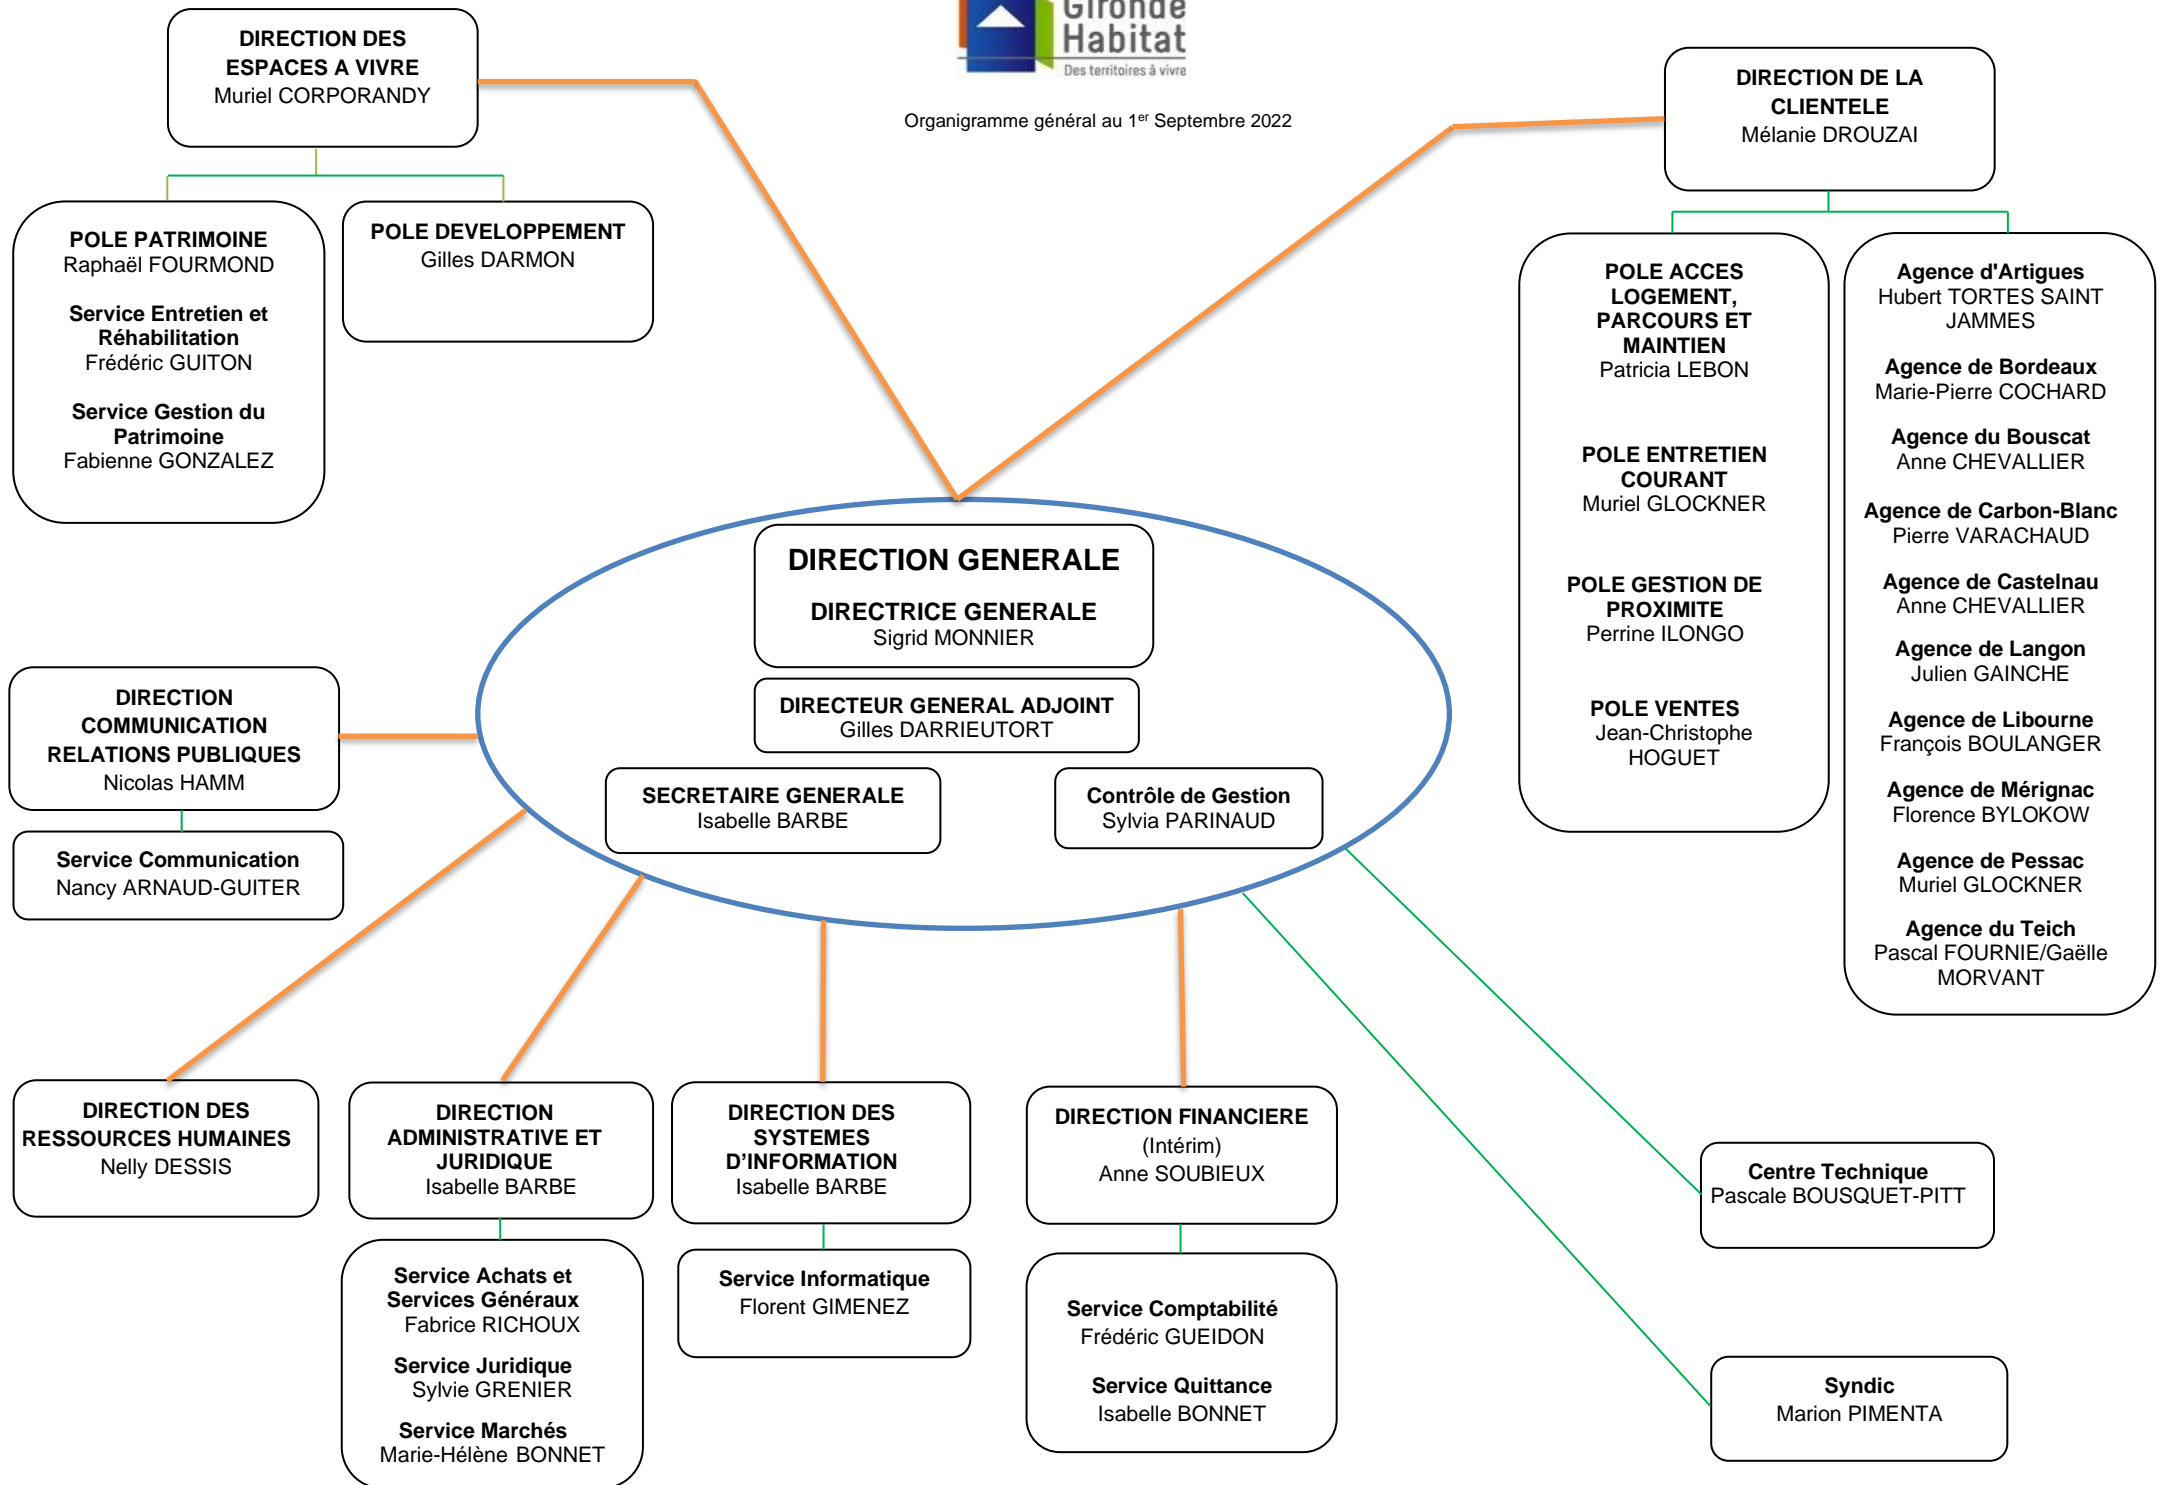 Gironde
Habitat
Des territoires à vivre
Organigramme général au 1er Septembre 2022
DIRECTION DES
ESPACES A VIVRE
Muriel CORPORANDY
POLE PATRIMOINE
Raphaël FOURMOND
Service Entretien et
Réhabilitation
Frédéric GUITON
Service Gestion du
Patrimoine
Fabienne GONZALEZ
POLE DEVELOPPEMENT
Gilles DARMON
DIRECTION DE LA
CLIENTELE
Mélanie DROUZAI
POLE ACCES
LOGEMENT,
PARCOURS ET
MAINTIEN
Patricia LEBON
POLE ENTRETIEN
COURANT
Muriel GLOCKNER
POLE GESTION DE
PROXIMITE
Perrine ILONGO
POLE VENTES
Jean-Christophe
HOGUET
Agence d'Artigues
Hubert TORTES SAINT
JAMMES
Agence de Bordeaux
Marie-Pierre COCHARD
Agence du Bouscat
Anne CHEVALLIER
Agence de Carbon-Blanc
Pierre VARACHAUD
Agence de Castelnau
Anne CHEVALLIER
Agence de Langon
Julien GAINCHE
Agence de Libourne
François BOULANGER
Agence de Mérignac
Florence BYLOKOW
Agence de Pessac
Muriel GLOCKNER
Agence du Teich
Pascal FOURNIE/Gaëlle
MORVANT
DIRECTION GENERALE
DIRECTRICE GENERALE
Sigrid MONNIER
DIRECTEUR GENERAL ADJOINT
Gilles DARRIEUTORT
SECRETAIRE GENERALE
Isabelle BARBE
Contrôle de Gestion
Sylvia PARINAUD
DIRECTION
COMMUNICATION
RELATIONS PUBLIQUES
Nicolas HAMM
Service Communication
Nancy ARNAUD-GUITER
DIRECTION DES
RESSOURCES HUMAINES
Nelly DESSIS
DIRECTION
ADMINISTRATIVE ET
JURIDIQUE
Isabelle BARBE
Service Achats et
Services Généraux
Fabrice RICHOUX
Service Juridique
Sylvie GRENIER
Service Marchés
Marie-Hélène BONNET
DIRECTION DES
SYSTEMES
D’INFORMATION
Isabelle BARBE
Service Informatique
Florent GIMENEZ
DIRECTION FINANCIERE
(Intérim)
Anne SOUBIEUX
Service Comptabilité
Frédéric GUEIDON
Service Quittance
Isabelle BONNET
Centre Technique
Pascale BOUSQUET-PITT
Syndic
Marion PIMENTA